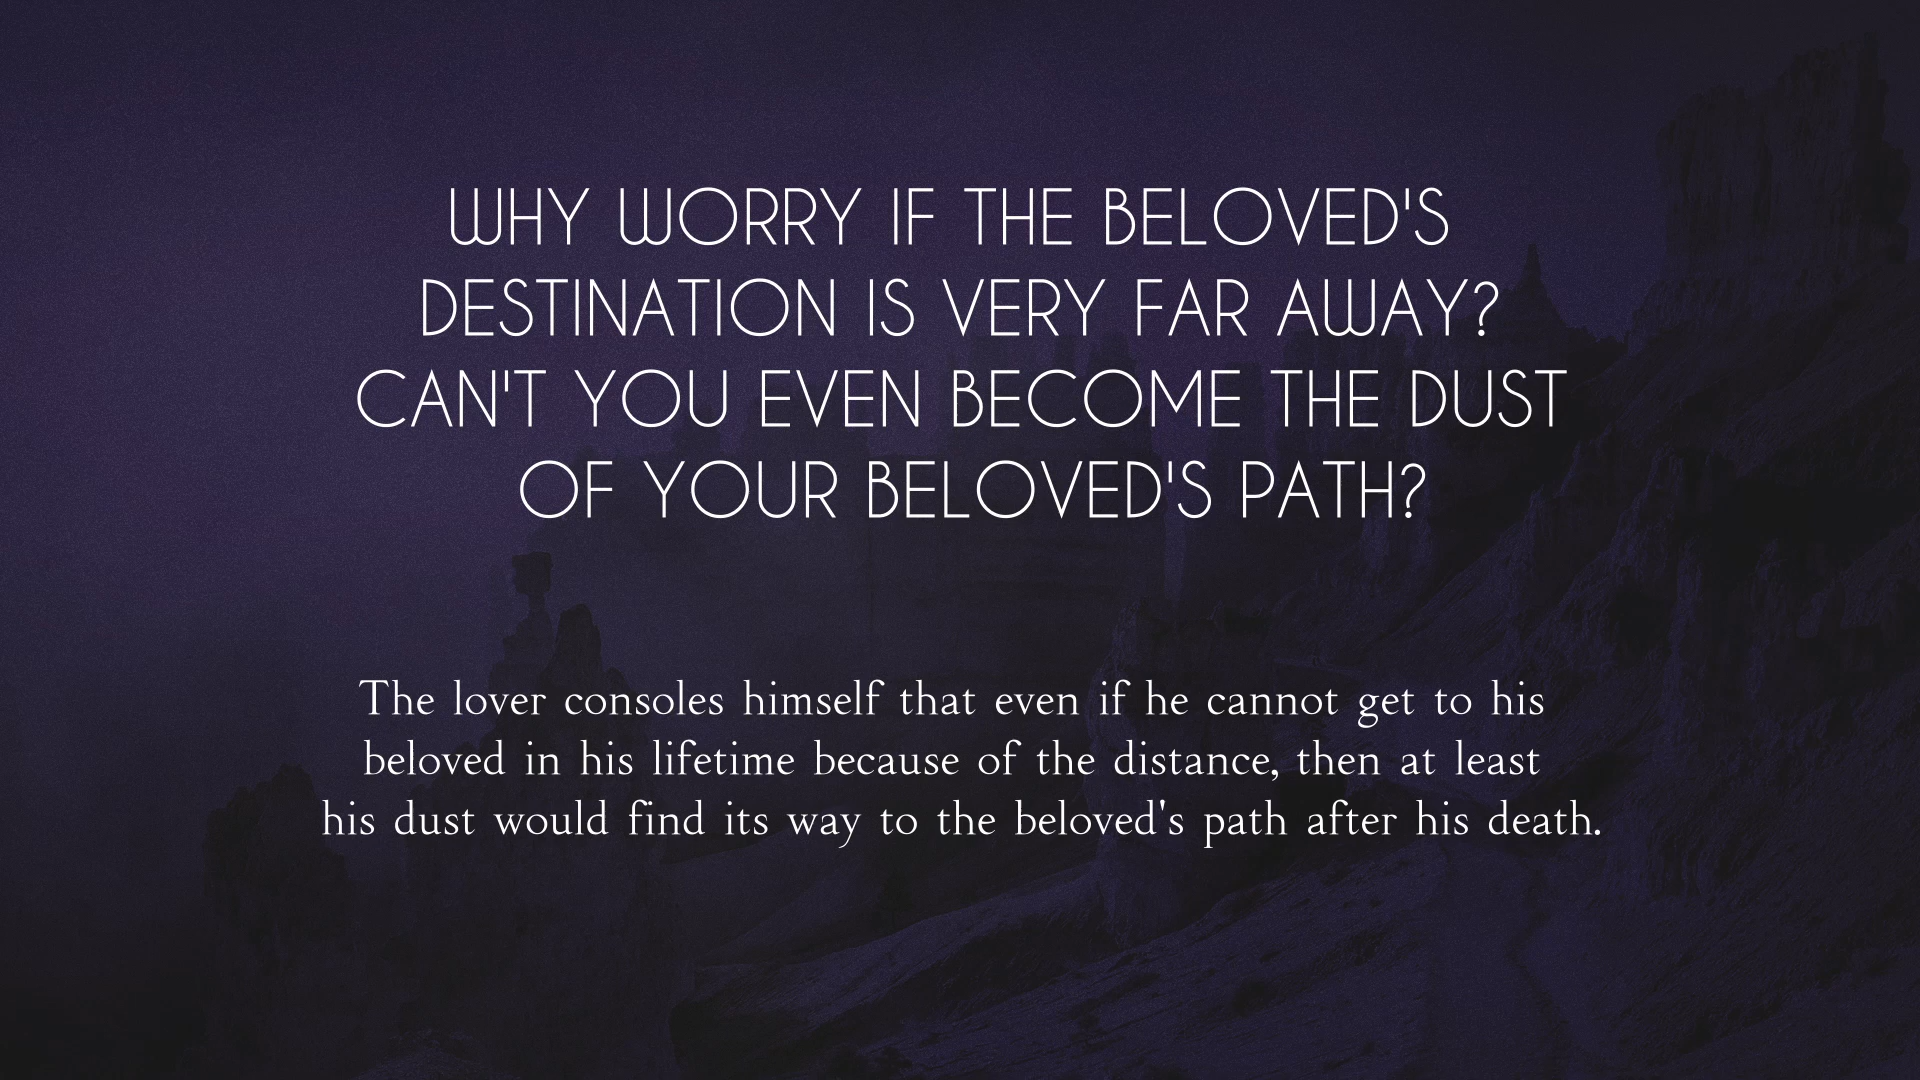 WHY WORRY IF THE BELOVED'S
DESTINATION IS VERY FAR AWAY?
CAN'T YOU EVEN BECOME THE DUST
OF YOUR BELOVED'S PATH?
The lover consoles himself that even if he cannot get to his
beloved in his lifetime because of the distance, then at least
his dust would find its way to the beloved's path after his death.